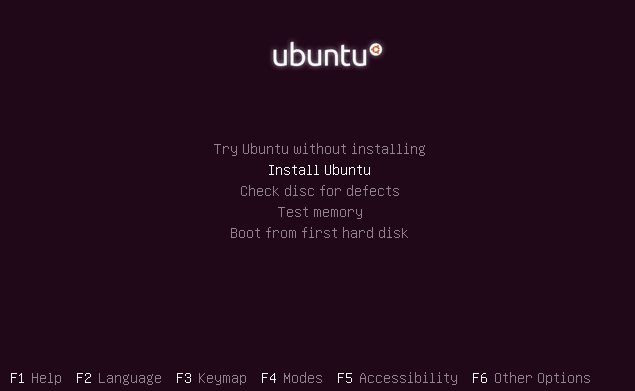 ubuntu
Try Ubuntu without installing
Install Ubuntu
Check disc for defects
Test memory
Boot from first hard disk
F1 Help F2 Language F3 Keymap F4 Modes F5 Accessibility F6 Other Options